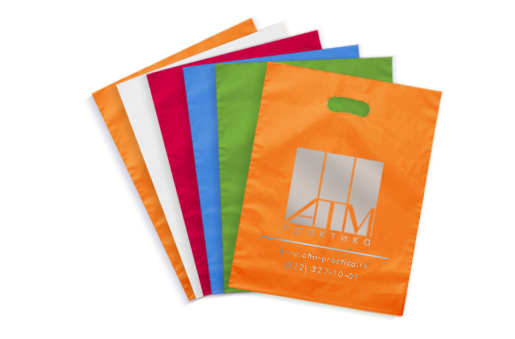 АТМ
практика
www.atm-practica.ru
(812) 327-10-01